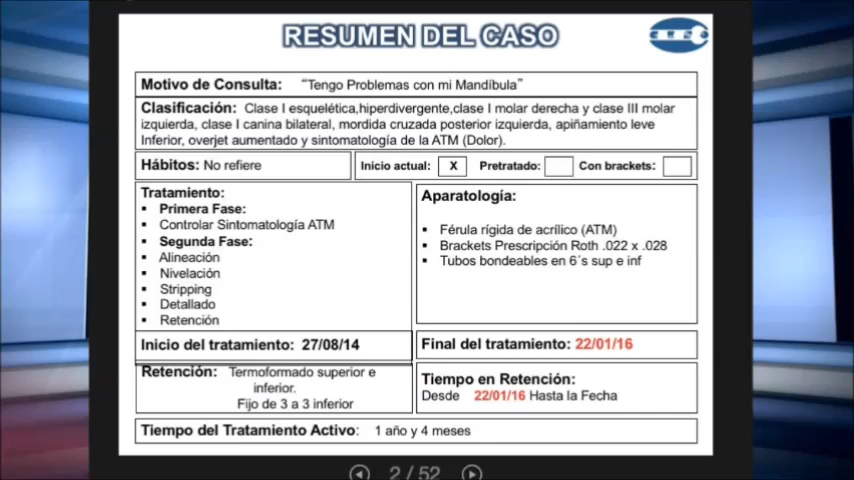 RESUMEN DEL CASO
Motivo de Consulta: “Tengo Problemas con mi Mandíbula”
Clasificación: Clase I esquelética,hiperdivergente,clase I molar derecha y clase III molar
izquierda, clase I canina bilateral, mordida cruzada posterior izquierda, apiñamiento leve
Inferior, overjet aumentado y sintomatología de la ATM (Dolor).
Hábitos: No refiere
Inicio actual: X Pretratado: Con brackets:
Tratamiento:
▪ Primera Fase:
▪ Controlar Sintomatología ATM
▪ Segunda Fase:
▪ Alineación
▪ Nivelación
▪ Stripping
▪ Detallado
▪ Retención
Aparatología:
▪ Férula rígida de acrílico (ATM)
▪ Brackets Prescripción Roth .022 x .028
▪ Tubos bondeables en 6´s sup e inf
Inicio del tratamiento: 27/08/14
Final del tratamiento: 22/01/16
Retención: Termoformado superior e
inferior.
Fijo de 3 a 3 inferior
Tiempo en Retención:
Desde 22/01/16 Hasta la Fecha
Tiempo del Tratamiento Activo: 1 año y 4 meses
2 / 52